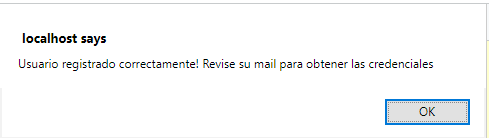 localhost says
Usuario registrado correctamente! Revise su mail para obtener las credenciales
OK